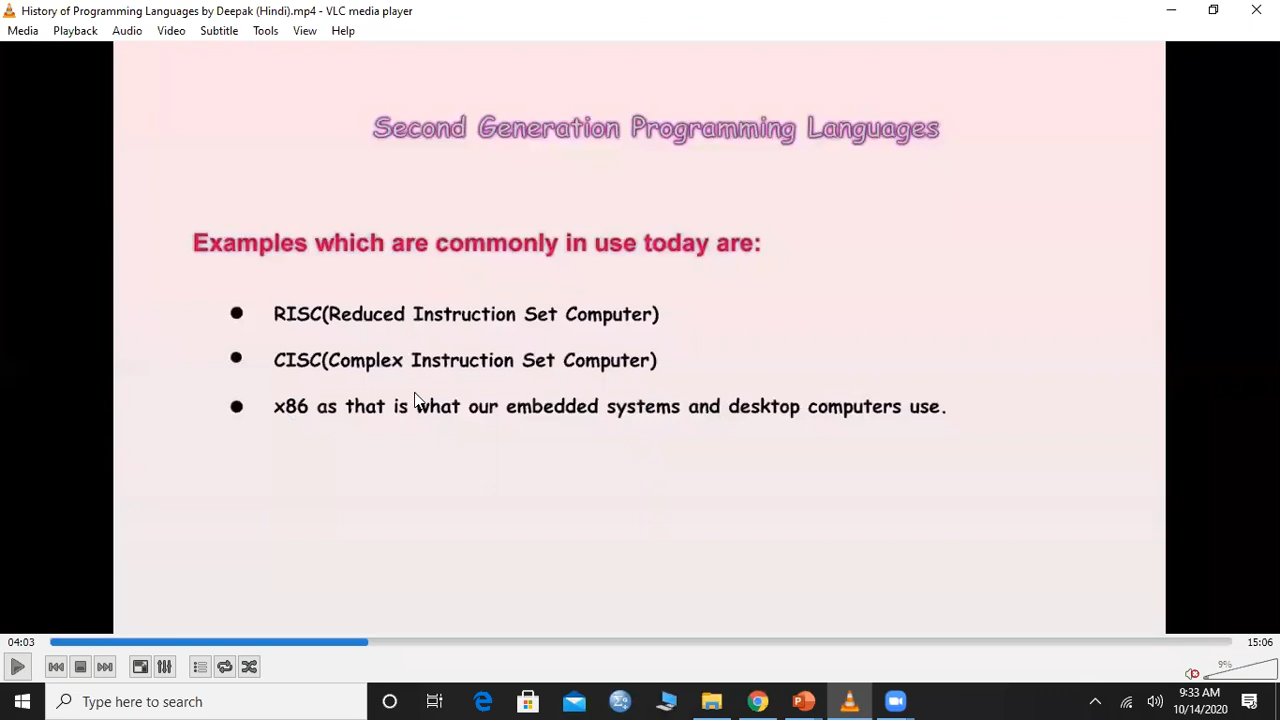 History of Programming Languages by Deepak (Hindi).mp4 - VLC media player
Media Playback Audio Video Subtitle Tools View Help
Second Generation Programming Languages
Examples which are commonly in use today are:
● RISC(Reduced Instruction Set Computer)
● CISC(Complex Instruction Set Computer)
● x86 as that is what our embedded systems and desktop computers use.
04:03 15:06
9%
Type here to search
9:33 AM
10/14/2020